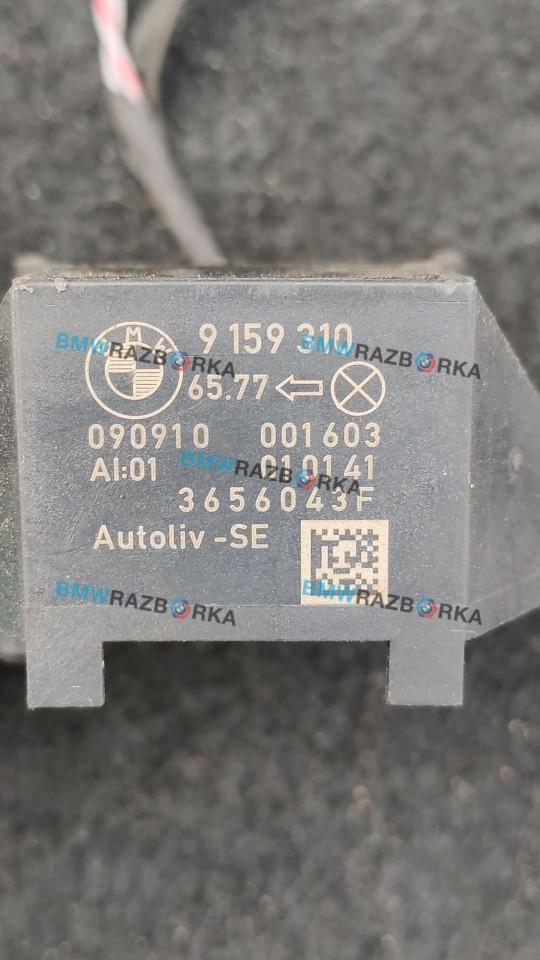 9 159 310
65.77
090910 001603
AI:01 010141
3656043F
Autoliv-SE
BMWRAZBORKA
BMWRAZBORKA
BMWRAZBORKA
BMWRAZBORKA
BMWRAZBORKA